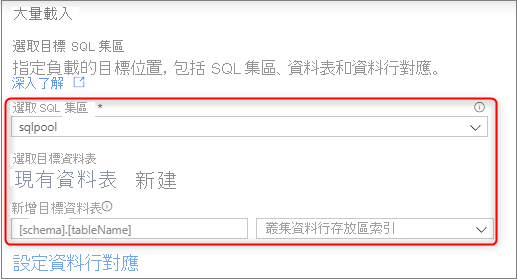 大量載入
選取目標 SQL 集區
指定負載的目標位置，包括 SQL 集區、資料表和資料行對應。
深入了解
選取 SQL 集區 *
sqlpool
選取目標資料表
現有資料表 新建
新增目標資料表
[schema].[tableName] 叢集資料行存放區索引
設定資料行對應